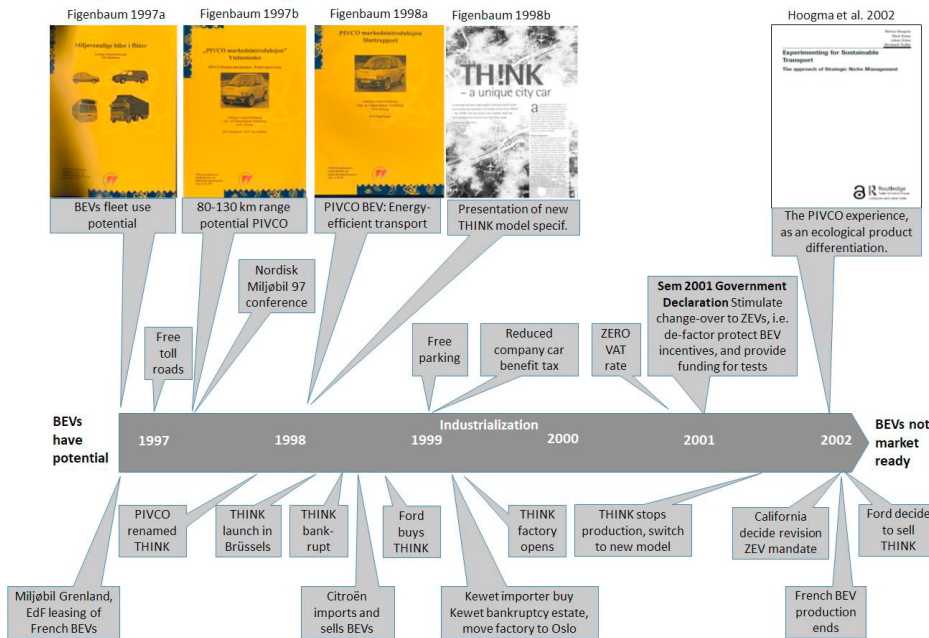 Figenbaum 1997a
Figenbaum 1997b
Figenbaum 1998a
Figenbaum 1998b
Hoogma et al. 2002
Miljøvennlige biler i flåter
„PIVCO markedsintroduksjon"
PIVCO markedsintroduksjon
Sluttrapport
TH!NK
– a unique city car
Experimenting for Sustainable
Transport
The approach of Strategic Niche Management
Routledge
BEVs fleet use
potential
80-130 km range
potential PIVCO
PIVCO BEV: Energy-
efficient transport
Presentation of new
THINK model specif.
The PIVCO experience,
as an ecological product
differentiation.
Nordisk
Miljøbil 97
conference
Free
toll
roads
Free
parking
Reduced
company car
benefit tax
ZERO
VAT
rate
Sem 2001 Government
Declaration Stimulate
change-over to ZEVs, i.e.
de-factor protect BEV
incentives, and provide
funding for tests
BEVs
have
potential
Industrialization
1997
1998
1999
2000
2001
2002
BEVs not
market
ready
PIVCO
renamed
THINK
THINK
launch in
Brüssels
THINK
bank-
rupt
Ford
buys
THINK
THINK
factory
opens
THINK stops
production, switch
to new model
California
decide revision
ZEV mandate
Ford decide
to sell
THINK
Miljøbil Grenland,
EdF leasing of
French BEVs
Citroën
imports and
sells BEVs
Kewet importer buy
Kewet bankruptcy estate,
move factory to Oslo
French BEV
production
ends